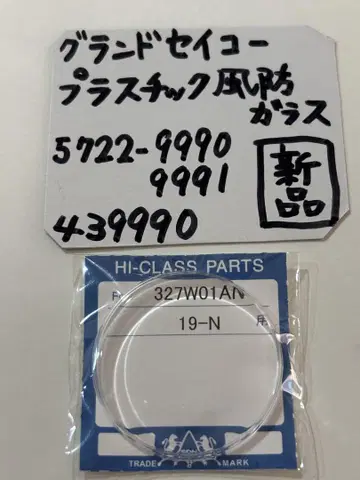 グランドセイコー
プラスチック風防
ガラス
5722-9990
9991
新品
439990
HI-CLASS PARTS
327W01AN
19-N 用
TRADE MARK